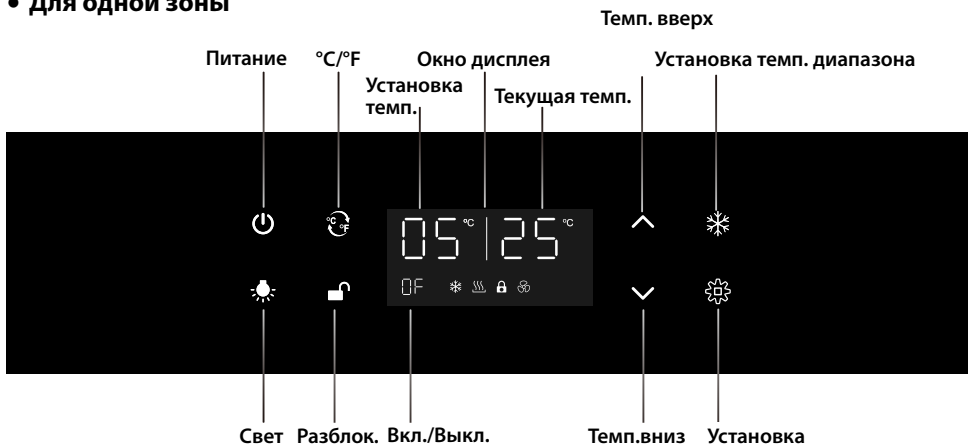 • Для одной зоны
Темп. вверх
Питание °C/°F Окно дисплея Установка темп. диапазона
Установка
темп. Текущая темп.
°C °F
05 °C 25 °C
0F
Свет Разблок. Вкл./Выкл. Темп.вниз Установка